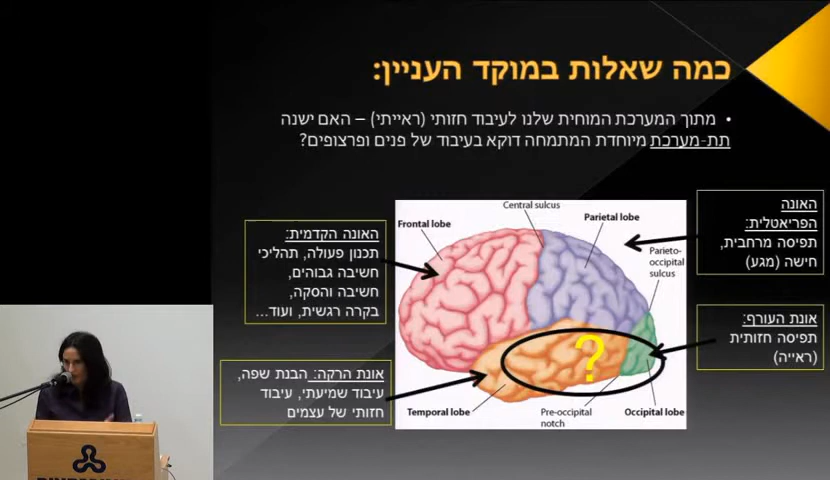 כמה שאלות במוקד העניין:
• מתוך המערכת המוחית שלנו לעיבוד חזותי (ראייתי) – האם ישנה
תת-מערכת מיוחדת המתמחה דוקא בעיבוד של פנים ופרצופים?
האונה
הפריאטלית:
תפיסה מרחבית,
חישה (מגע)
אונת העורף:
תפיסה חזותית
(ראייה)
האונה הקדמית:
תכנון פעולה, תהליכי
חשיבה גבוהים,
חשיבה והסקה,
בקרה רגשית, ועוד...
אונת הרקה: הבנת שפה,
עיבוד שמיעתי, עיבוד
חזותי של עצמים
Central sulcus
Frontal lobe
Parietal lobe
Parieto-
occipital
sulcus
?
Temporal lobe
Pre-occipital
notch
Occipital lobe